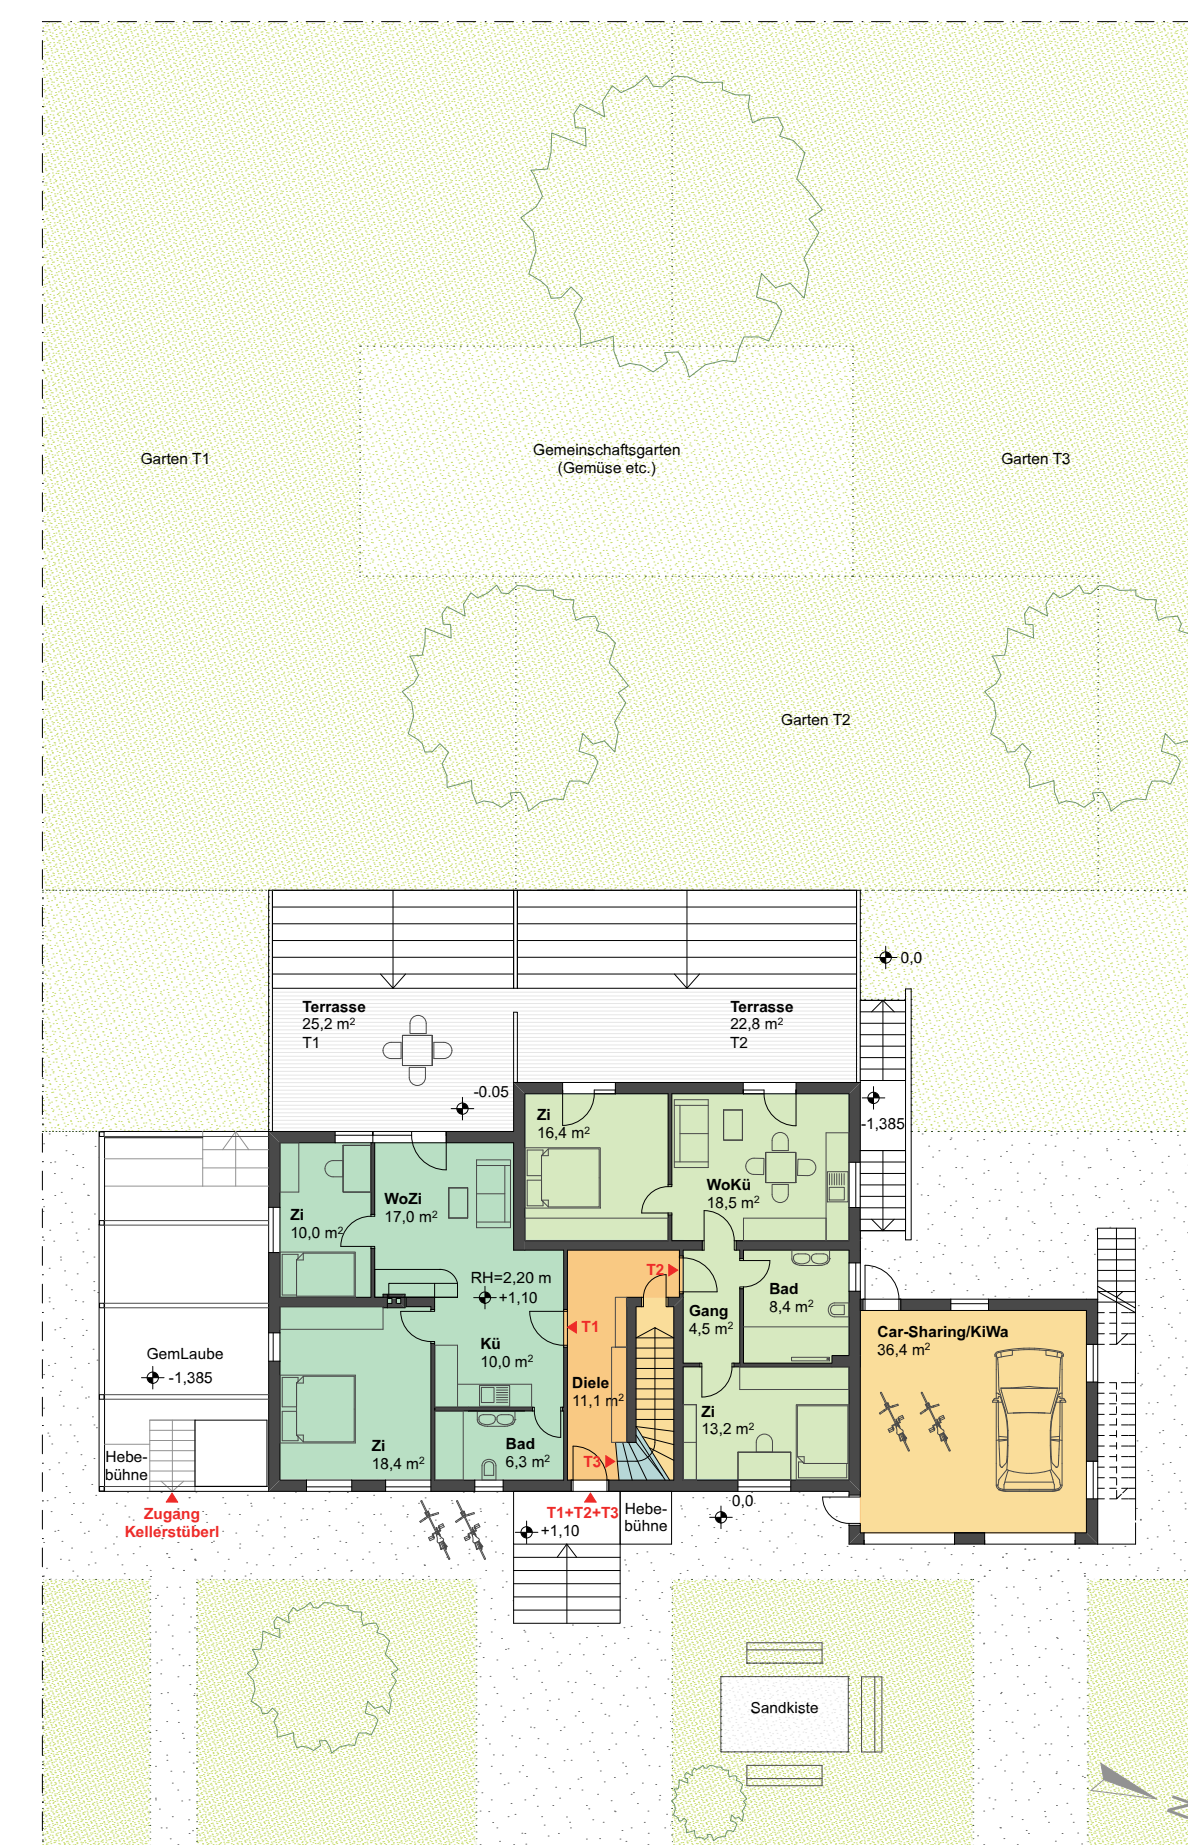 Garten T1
Gemeinschaftsgarten
(Gemüse etc.)
Garten T3
Garten T2
0,0
Terrasse
25,2 m²
T1
Terrasse
22,8 m²
T2
-0.05
-1,385
Zi
16,4 m²
WoKü
18,5 m²
WoZi
17,0 m²
Zi
10,0 m²
RH=2,20 m
+1,10
T2
T1
Gang
4,5 m²
Bad
8,4 m²
Car-Sharing/KiWa
36,4 m²
Kü
10,0 m²
GemLaube
-1,385
Diele
11,1 m²
Zi
13,2 m²
Zi
18,4 m²
Bad
6,3 m²
T3
Hebe-
bühne
Zugang
Kellerstüberl
T1+T2+T3
+1,10
Hebe-
bühne
0,0
Sandkiste
N